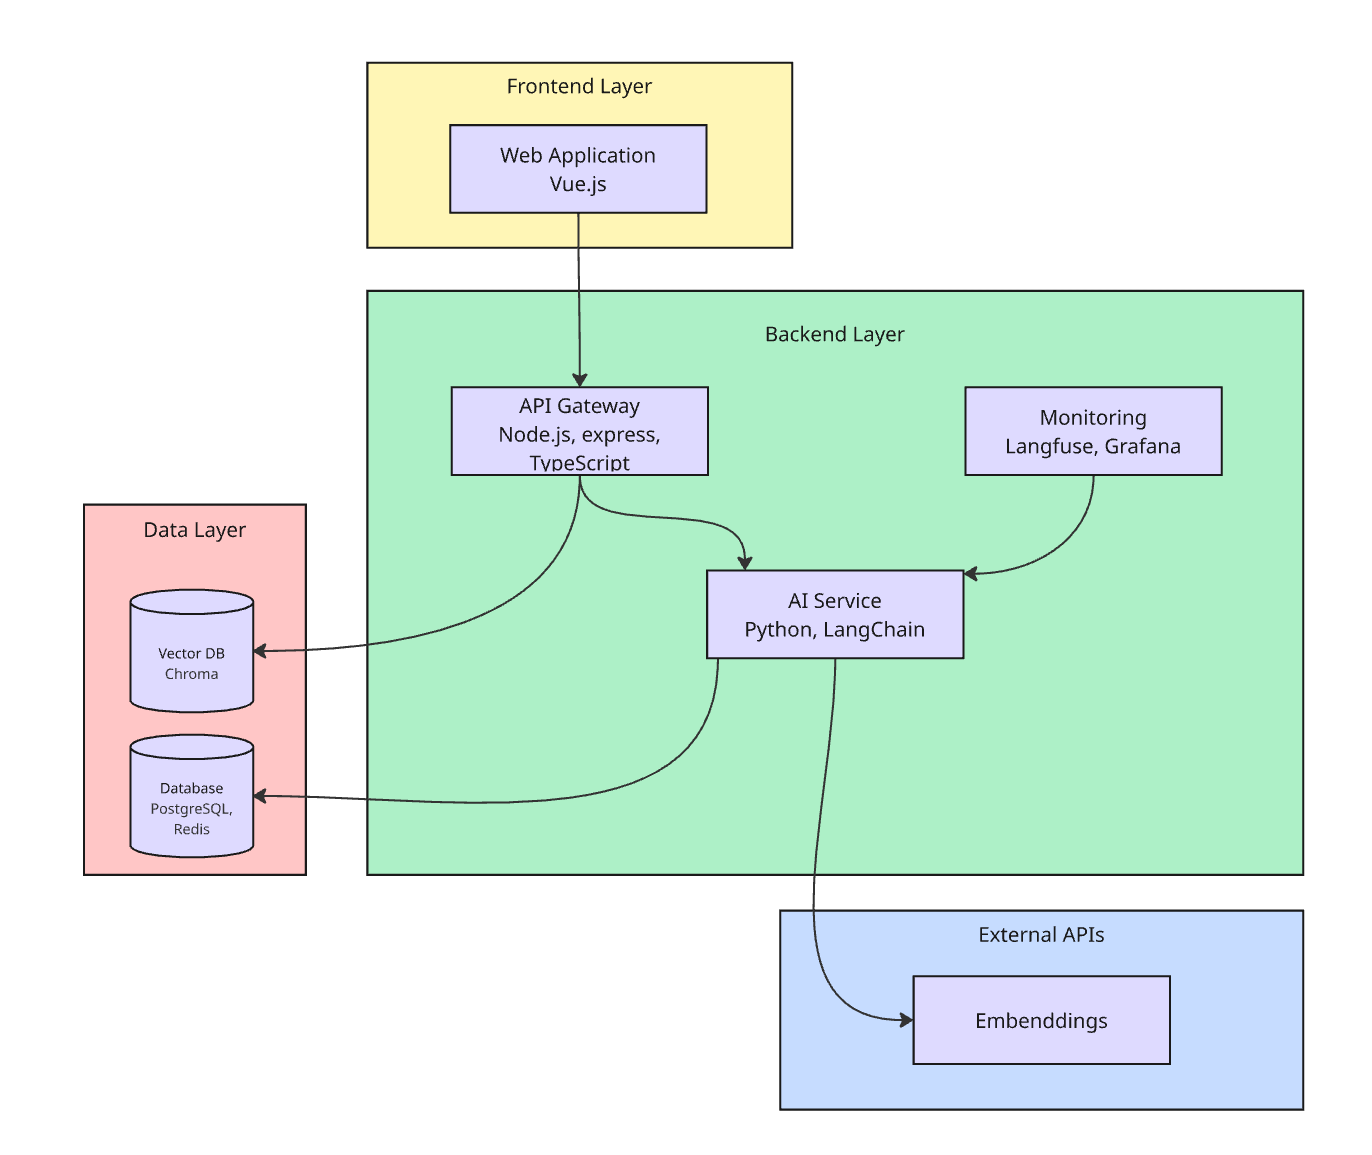 Frontend Layer
Web Application
Vue.js
Backend Layer
API Gateway
Node.js, express,
TypeScript
Monitoring
Langfuse, Grafana
Data Layer
Vector DB
Chroma
AI Service
Python, LangChain
Database
PostgreSQL,
Redis
External APIs
Embenddings